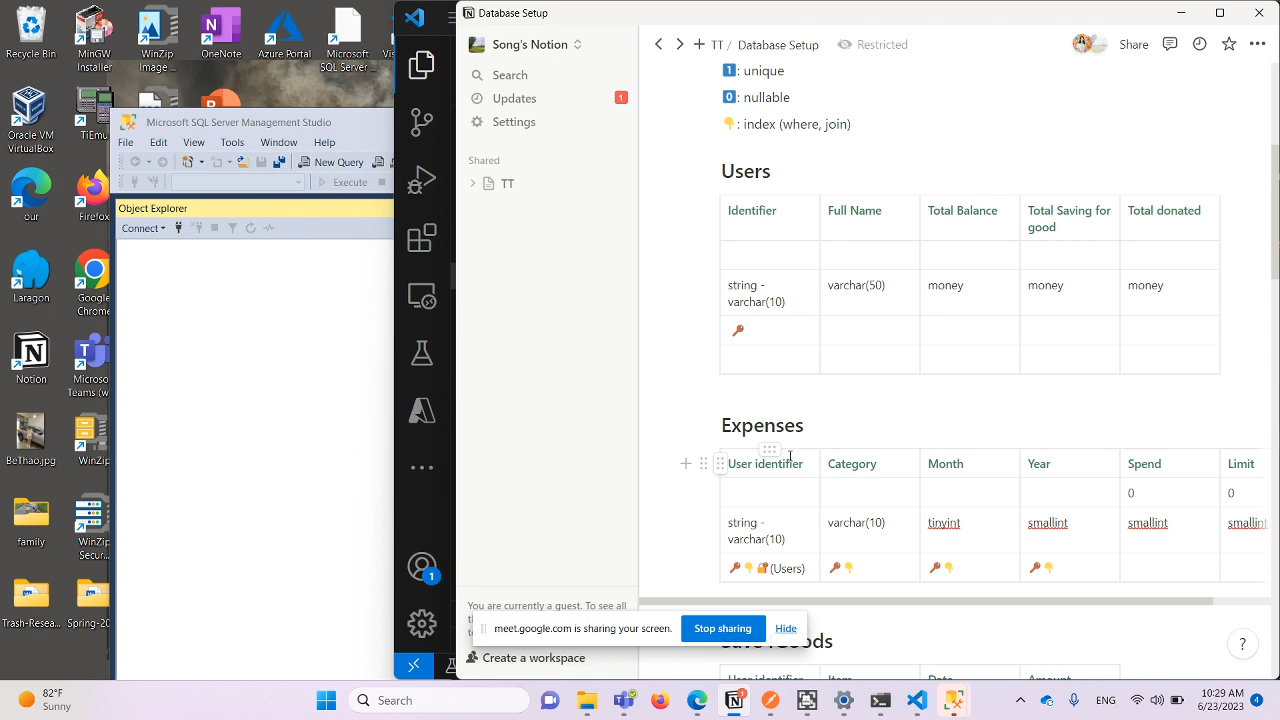 Recycle Bin
MinGW Installer
WinZip Image ...
OneNote
Azure Portal
Microsoft SQL Server ...
Oracle VM VirtualBox
TiEmu
our
Firefox
Laragon
Google
Notion
Microso
Teams (w
BeThao.jpg
WinZip Secur...
family
servers
Trash-Resea...
Spring-20
Microsoft SQL Server Management Studio
File Edit View Tools Window Help
New Query
Execute
Object Explorer
Connect
1
Database Setup
Song's Notion
Search
Updates 1
Settings
Shared
TT
You are currently a guest. To see all
Create a workspace
TT / Database Setup Restricted
Share
1 : unique
0 : nullable
: index (where, join)
Users
Identifier Full Name Total Balance Total Saving for good Total donated
string - varchar(10) varchar(50) money money money
Expenses
User identifier Category Month Year Spend Limit
0 0
string - varchar(10) varchar(10) tinyint smallint smallint smallint
(Users)
meet.google.com is sharing your screen. Stop sharing Hide
User identifier Item Date Amount
?
82°F
Sunny
Search
ENG
10:29 AM
6/23/2023
4